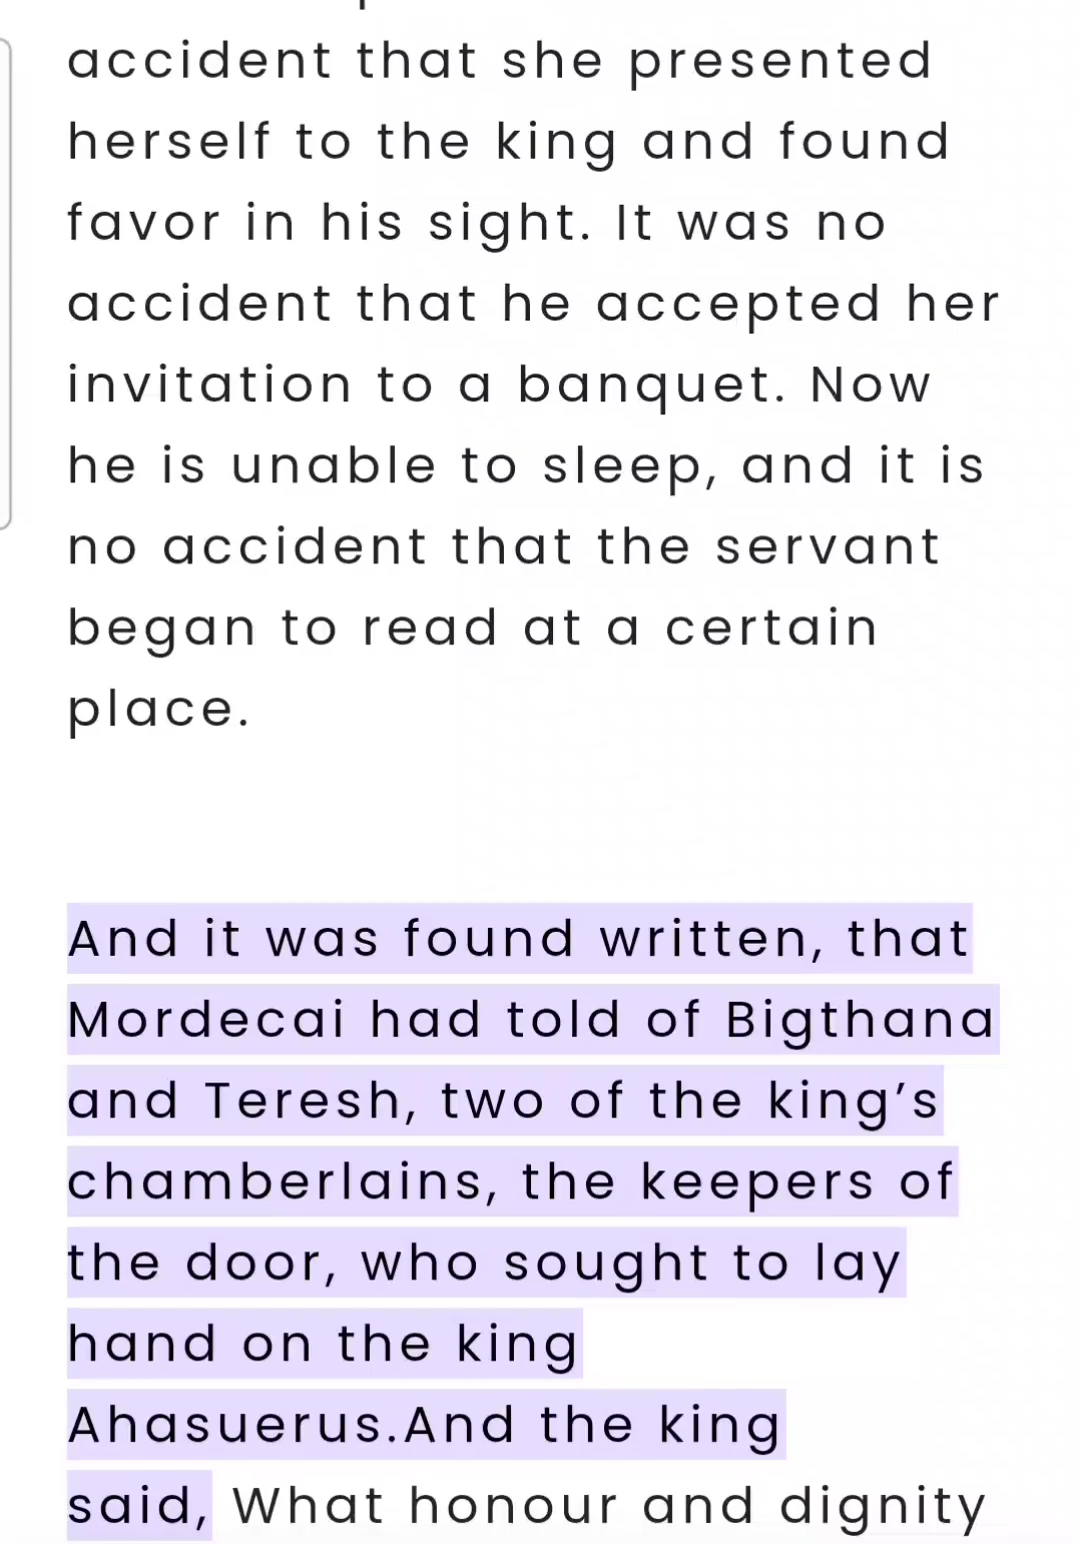 accident that she presented
herself to the king and found
favor in his sight. It was no
accident that he accepted her
invitation to a banquet. Now
he is unable to sleep, and it is
no accident that the servant
began to read at a certain
place.
And it was found written, that
Mordecai had told of Bigthana
and Teresh, two of the king’s
chamberlains, the keepers of
the door, who sought to lay
hand on the king
Ahasuerus.And the king
said, What honour and dignity